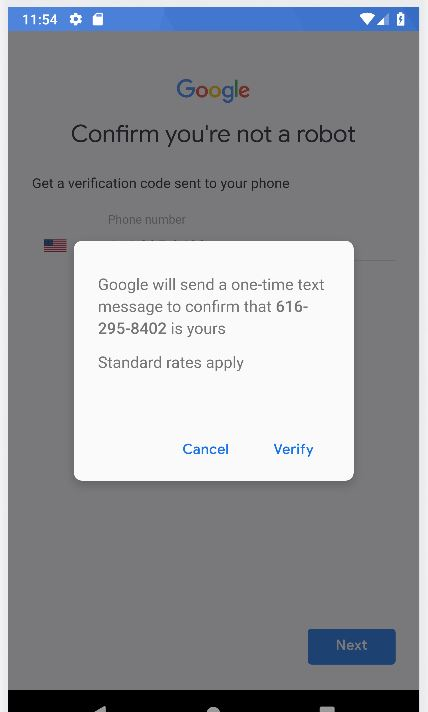 11:54
Google
Confirm you're not a robot
Get a verification code sent to your phone
Phone number
Google will send a one-time text
message to confirm that 616-
295-8402 is yours
Standard rates apply
Cancel Verify
Next